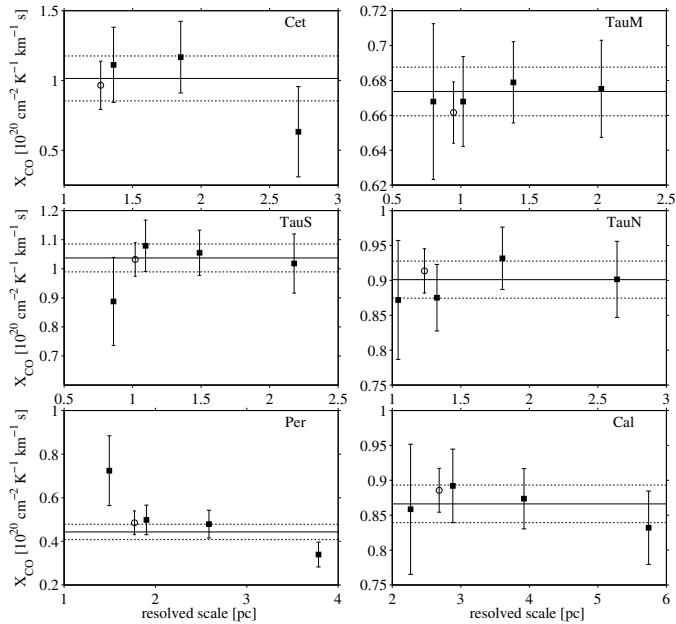 Cet
X_CO [10^20 cm^-2 K^-1 km^-1 s]
1.5
1
0.5
1 1.5 2 2.5 3
TauM
0.72
0.7
0.68
0.66
0.64
0.62
0.5 1 1.5 2 2.5
TauS
X_CO [10^20 cm^-2 K^-1 km^-1 s]
1.2
1.1
1
0.9
0.8
0.7
0.6
0.5 1 1.5 2 2.5
TauN
1
0.95
0.9
0.85
0.8
0.75
1 1.5 2 2.5 3
Per
X_CO [10^20 cm^-2 K^-1 km^-1 s]
1
0.8
0.6
0.4
0.2
1 2 3 4
resolved scale [pc]
Cal
1
0.95
0.9
0.85
0.8
0.75
2 3 4 5 6
resolved scale [pc]